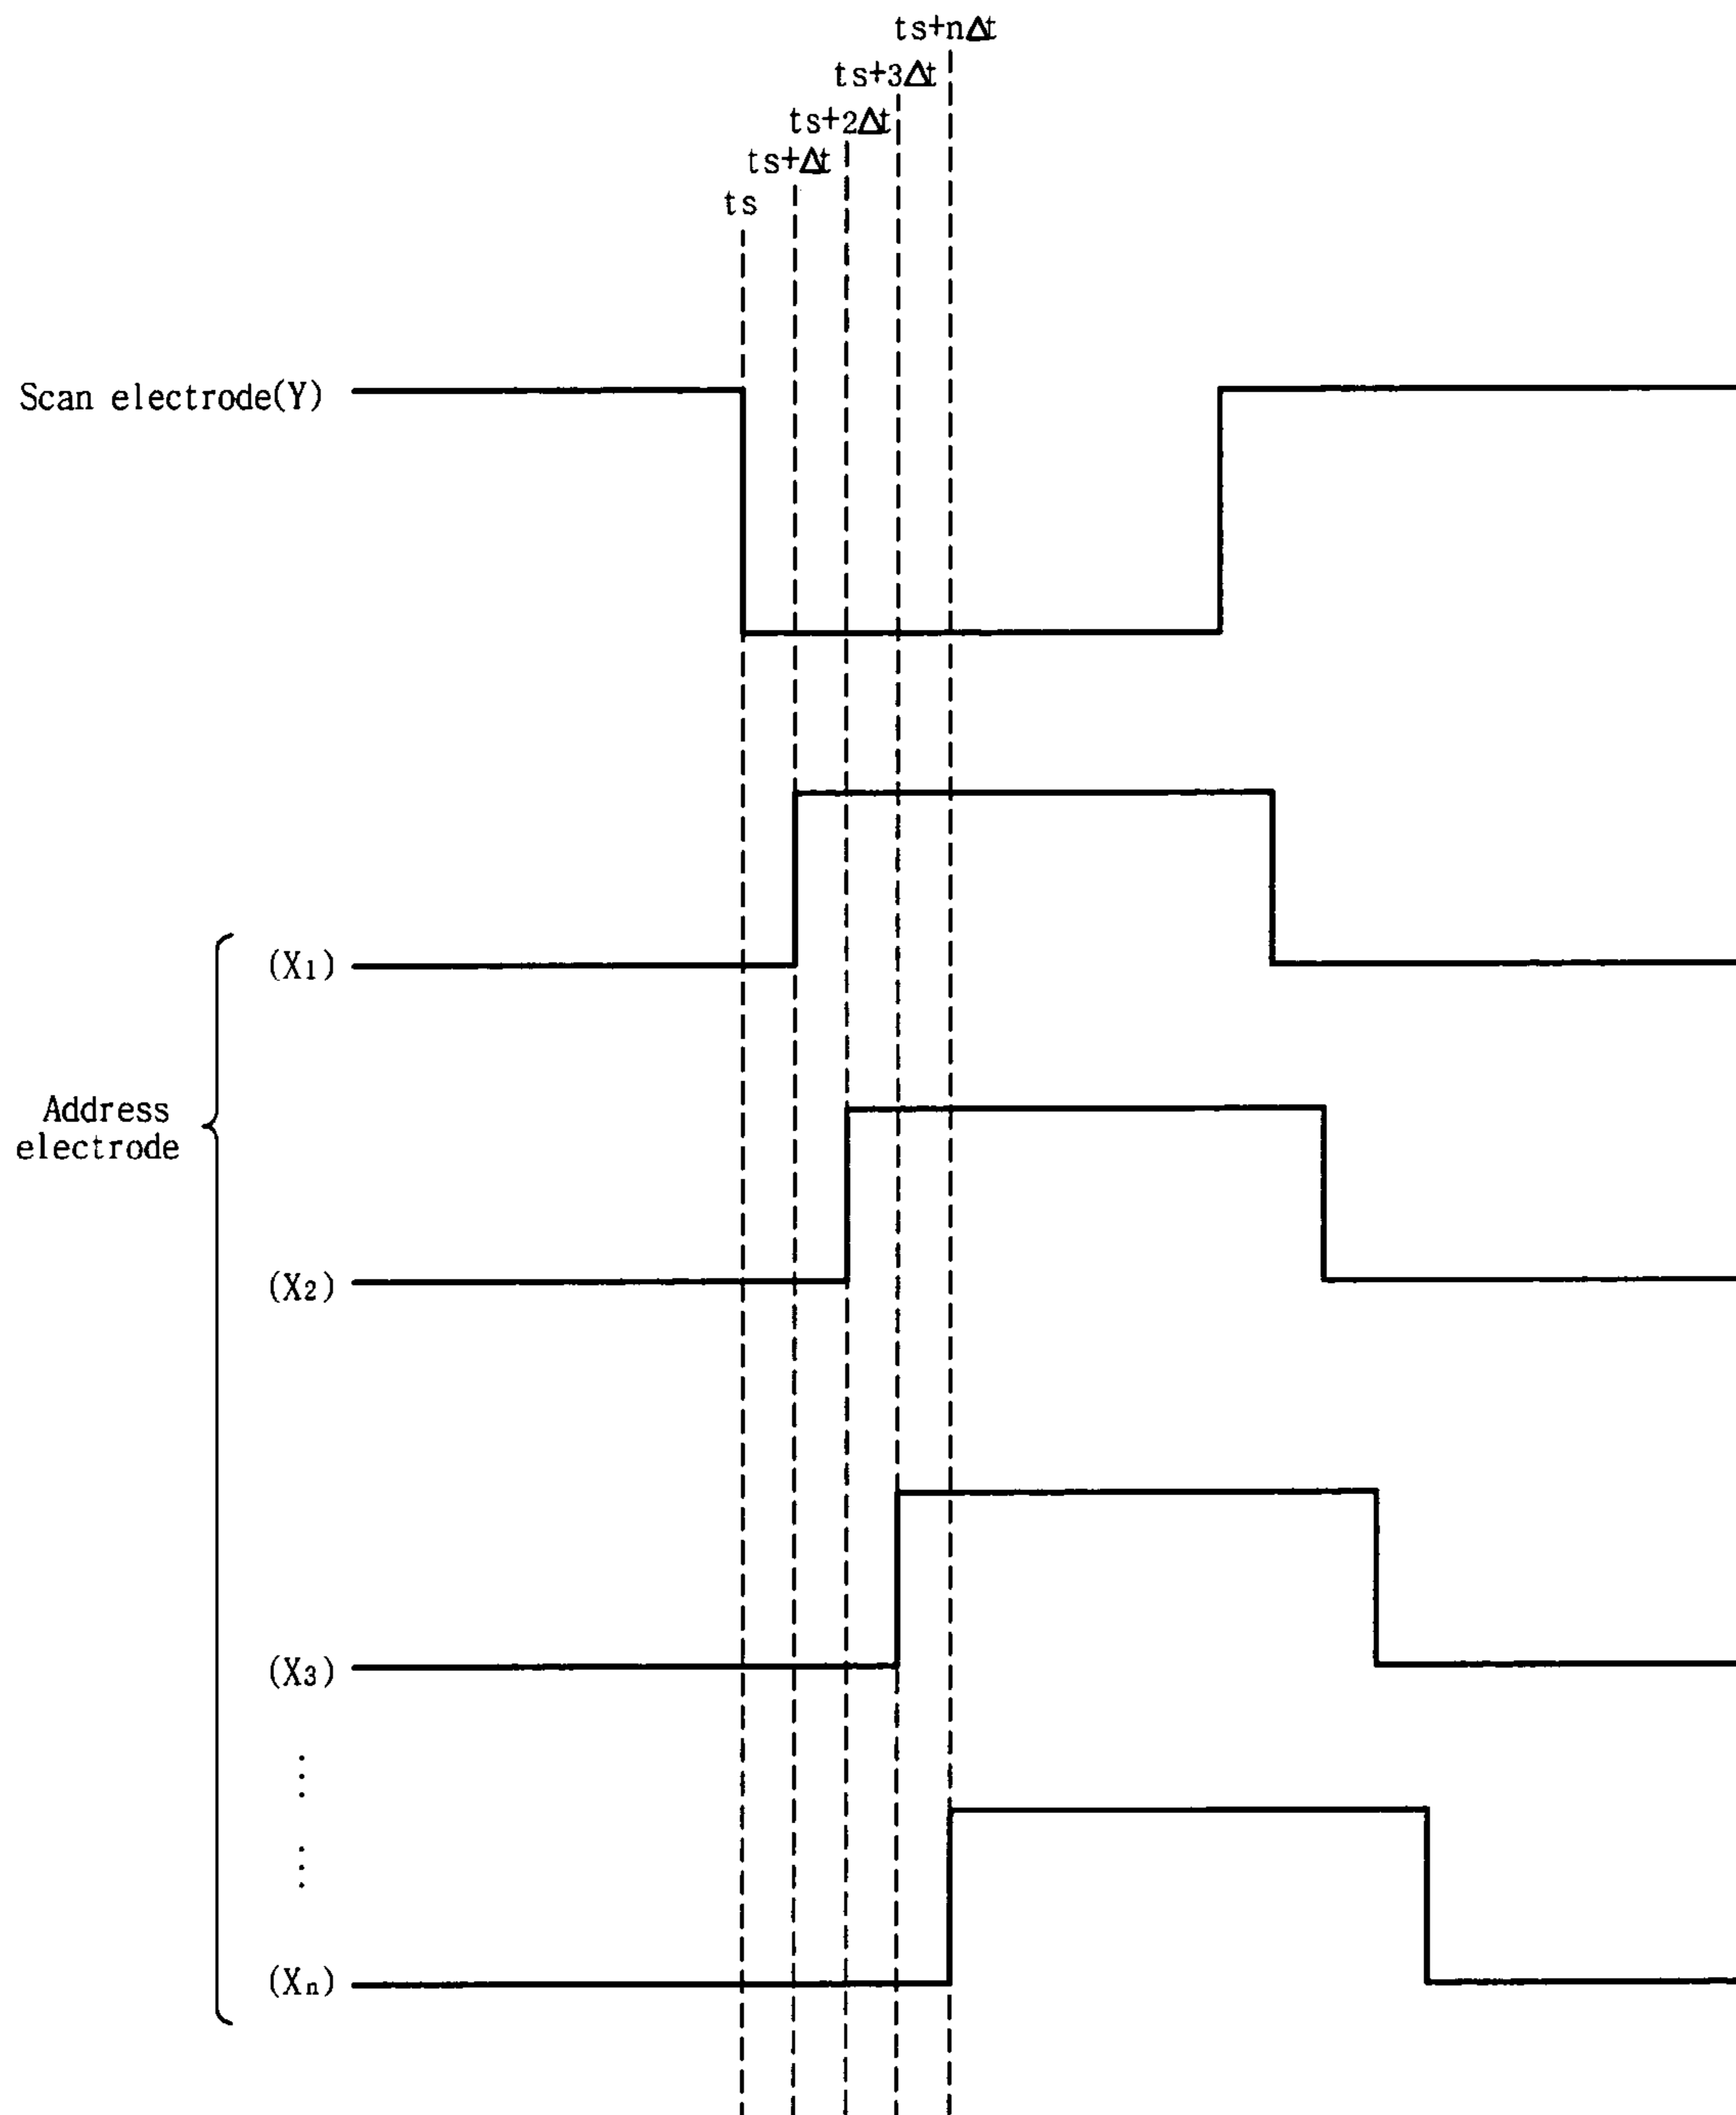 ts+nΔt
ts+3Δt
ts+2Δt
ts+Δt
ts
Scan electrode(Y)
(X1)
Address
electrode
(X2)
(X3)
(Xn)